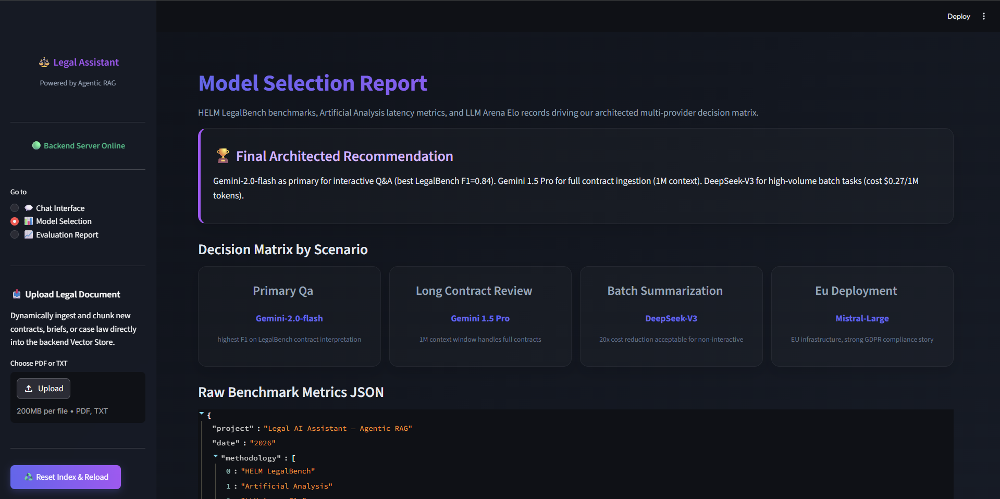 Deploy
Legal Assistant
Powered by Agentic RAG
Backend Server Online
Go to
Chat Interface
Model Selection
Evaluation Report
Upload Legal Document
Dynamically ingest and chunk new
contracts, briefs, or case law directly
into the backend Vector Store.
Choose PDF or TXT
Upload
200MB per file • PDF, TXT
Reset Index & Reload
Model Selection Report
HELM LegalBench benchmarks, Artificial Analysis latency metrics, and LLM Arena Elo records driving our architected multi-provider decision matrix.
Final Architected Recommendation
Gemini-2.0-flash as primary for interactive Q&A (best LegalBench F1=0.84). Gemini 1.5 Pro for full contract ingestion (1M context). DeepSeek-V3 for high-volume batch tasks (cost $0.27/1M
tokens).
Decision Matrix by Scenario
Primary Qa
Gemini-2.0-flash
highest F1 on LegalBench contract interpretation
Long Contract Review
Gemini 1.5 Pro
1M context window handles full contracts
Batch Summarization
DeepSeek-V3
20x cost reduction acceptable for non-interactive
Eu Deployment
Mistral-Large
EU infrastructure, strong GDPR compliance story
Raw Benchmark Metrics JSON
{
"project" : "Legal AI Assistant — Agentic RAG"
"date" : "2026"
"methodology" : [
0 : "HELM LegalBench"
1 : "Artificial Analysis"